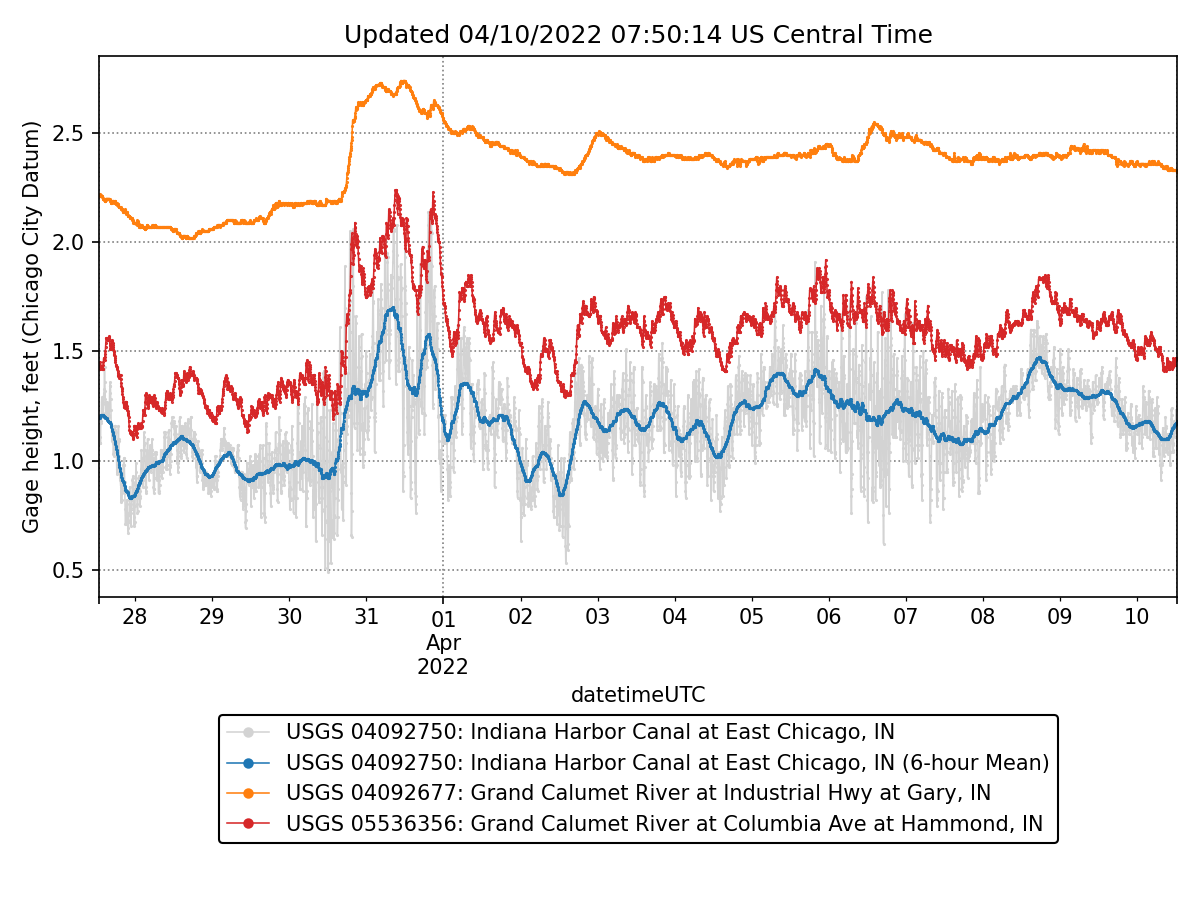 Updated 04/10/2022 07:50:14 US Central Time
Gage height, feet (Chicago City Datum)
2.5
2.0
1.5
1.0
0.5
28 29 30 31 01 02 03 04 05 06 07 08 09 10
Apr
2022
datetimeUTC
USGS 04092750: Indiana Harbor Canal at East Chicago, IN
USGS 04092750: Indiana Harbor Canal at East Chicago, IN (6-hour Mean)
USGS 04092677: Grand Calumet River at Industrial Hwy at Gary, IN
USGS 05536356: Grand Calumet River at Columbia Ave at Hammond, IN